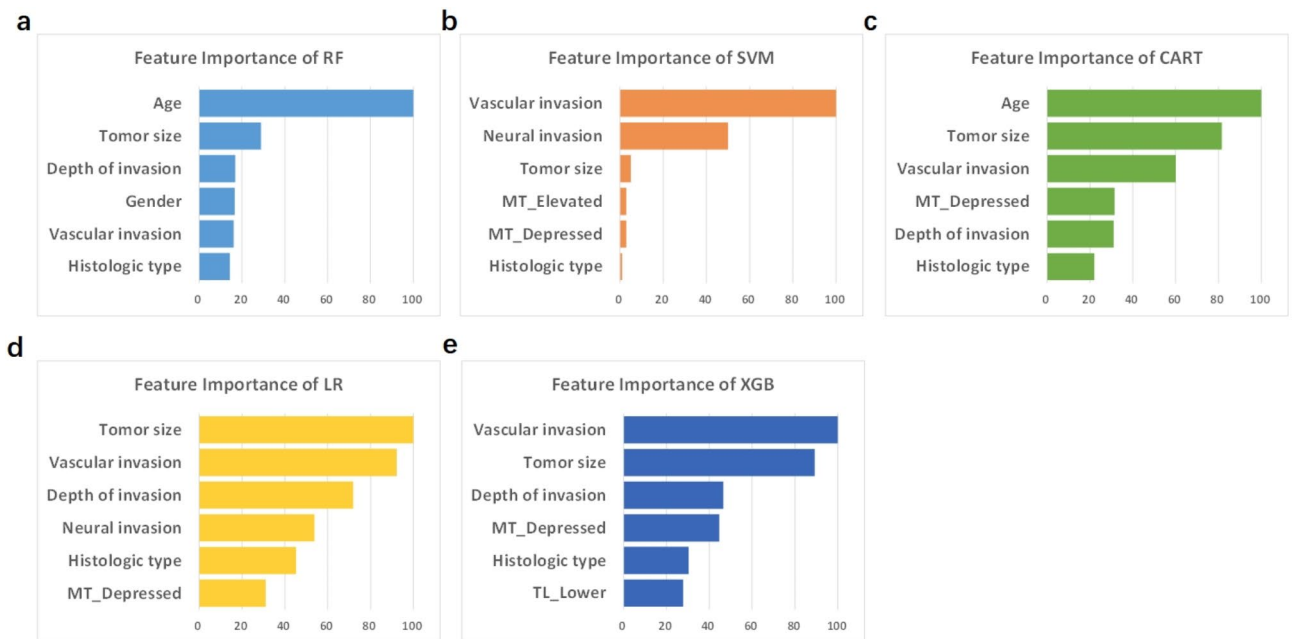 a
Feature Importance of RF
Age
Tomor size
Depth of invasion
Gender
Vascular invasion
Histologic type
0 20 40 60 80 100
b
Feature Importance of SVM
Vascular invasion
Neural invasion
Tomor size
MT_Elevated
MT_Depressed
Histologic type
0 20 40 60 80 100
c
Feature Importance of CART
Age
Tomor size
Vascular invasion
MT_Depressed
Depth of invasion
Histologic type
0 20 40 60 80 100
d
Feature Importance of LR
Tomor size
Vascular invasion
Depth of invasion
Neural invasion
Histologic type
MT_Depressed
0 20 40 60 80 100
e
Feature Importance of XGB
Vascular invasion
Tomor size
Depth of invasion
MT_Depressed
Histologic type
TL_Lower
0 20 40 60 80 100